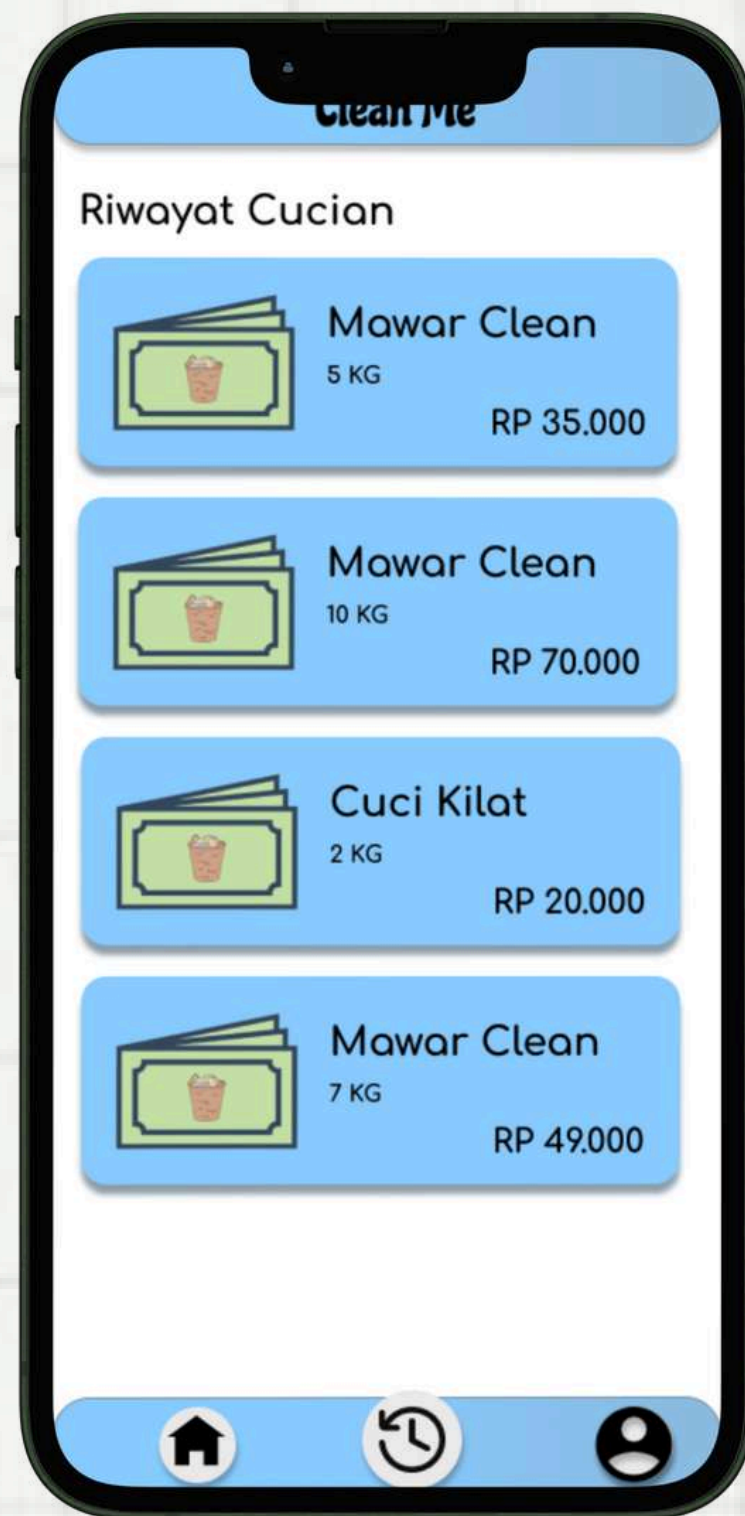 Clean Me
Riwayat Cucian
Mawar Clean
5 KG
RP 35.000
Mawar Clean
10 KG
RP 70.000
Cuci Kilat
2 KG
RP 20.000
Mawar Clean
7 KG
RP 49.000